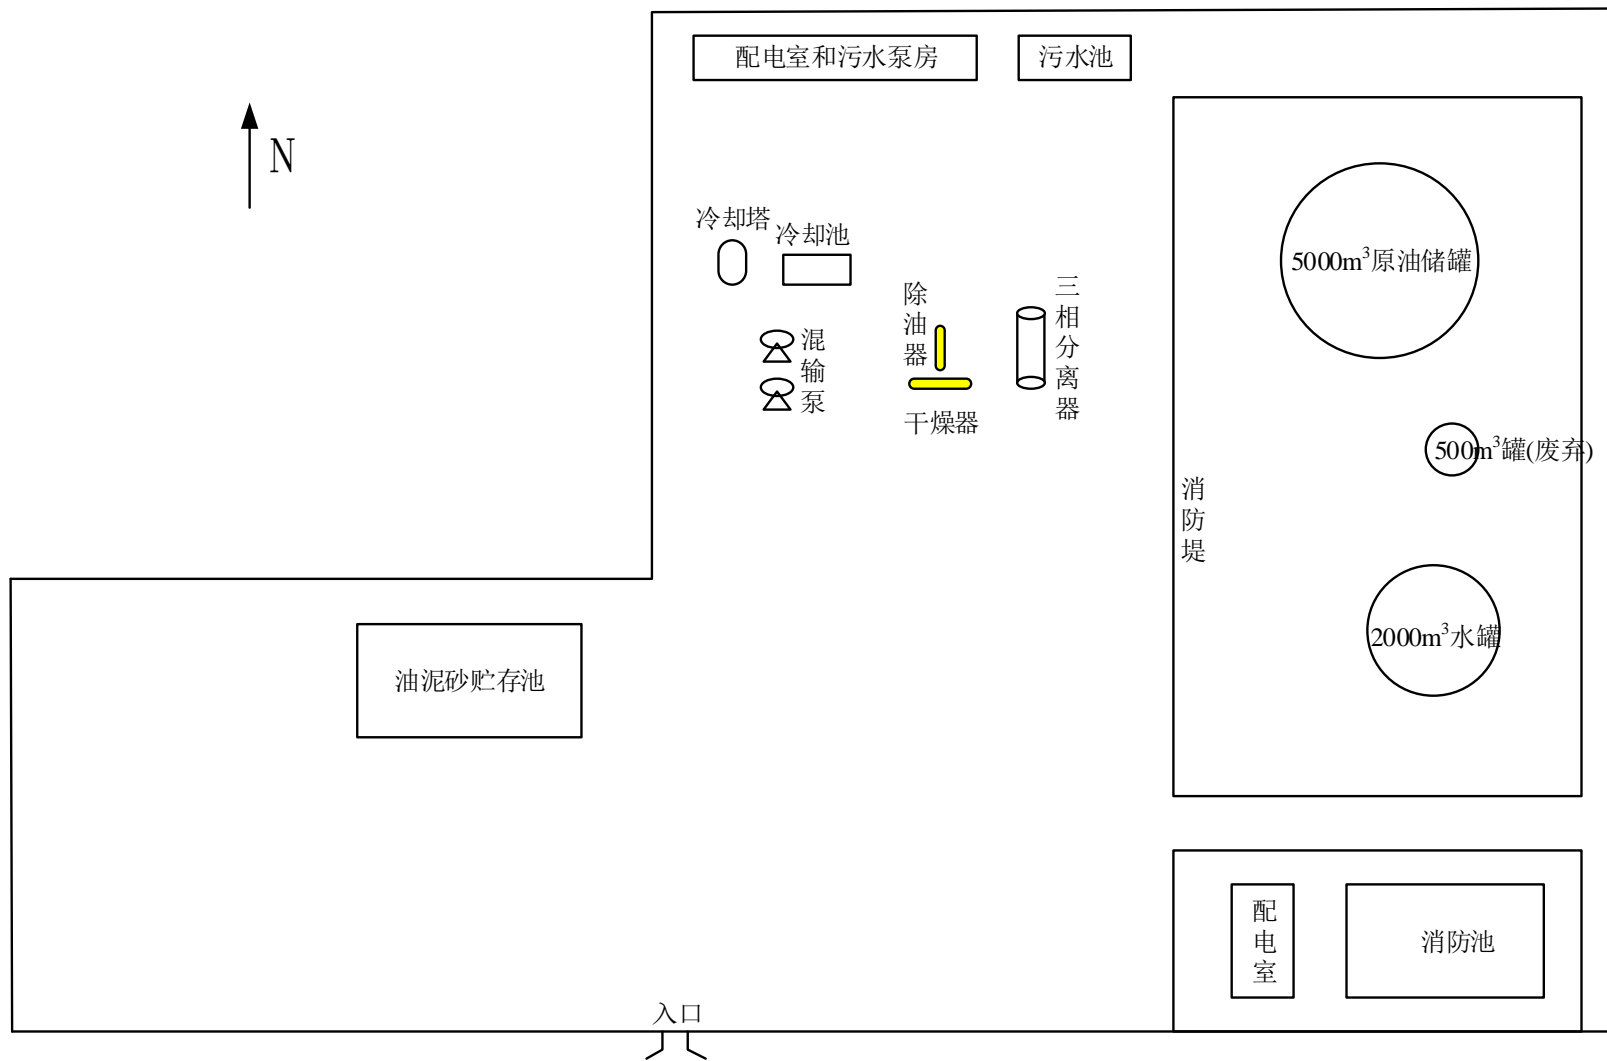 配电室和污水泵房
污水池
N
冷却塔
冷却池
5000m³原油储罐
除油器
三相分离器
混输泵
干燥器
500m³罐(废弃)
消防堤
2000m³水罐
油泥砂贮存池
配电室
消防池
入口